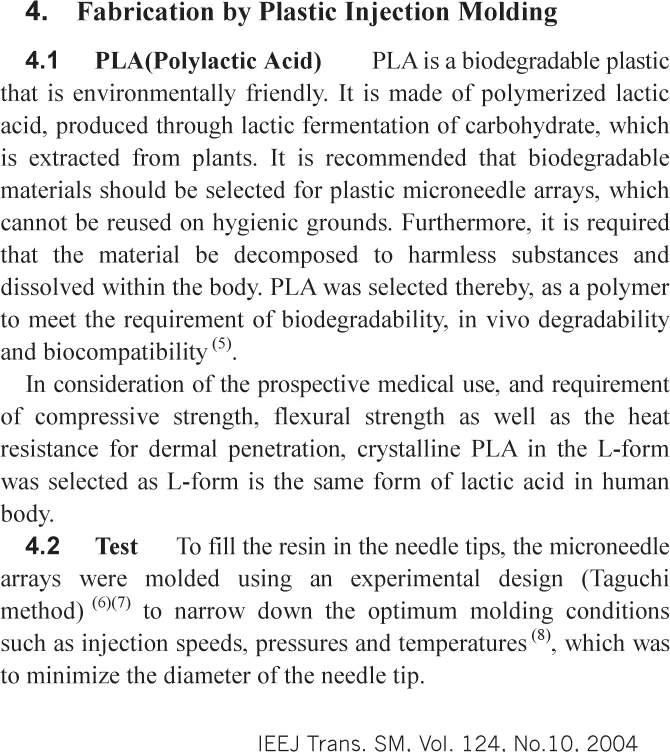 4. Fabrication by Plastic Injection Molding
4.1 PLA(Polylactic Acid) PLA is a biodegradable plastic
that is environmentally friendly. It is made of polymerized lactic
acid, produced through lactic fermentation of carbohydrate, which
is extracted from plants. It is recommended that biodegradable
materials should be selected for plastic microneedle arrays, which
cannot be reused on hygienic grounds. Furthermore, it is required
that the material be decomposed to harmless substances and
dissolved within the body. PLA was selected thereby, as a polymer
to meet the requirement of biodegradability, in vivo degradability
and biocompatibility (5).
In consideration of the prospective medical use, and requirement
of compressive strength, flexural strength as well as the heat
resistance for dermal penetration, crystalline PLA in the L-form
was selected as L-form is the same form of lactic acid in human
body.
4.2 Test To fill the resin in the needle tips, the microneedle
arrays were molded using an experimental design (Taguchi
method) (6)(7) to narrow down the optimum molding conditions
such as injection speeds, pressures and temperatures (8), which was
to minimize the diameter of the needle tip.
IEEJ Trans. SM, Vol. 124, No.10, 2004